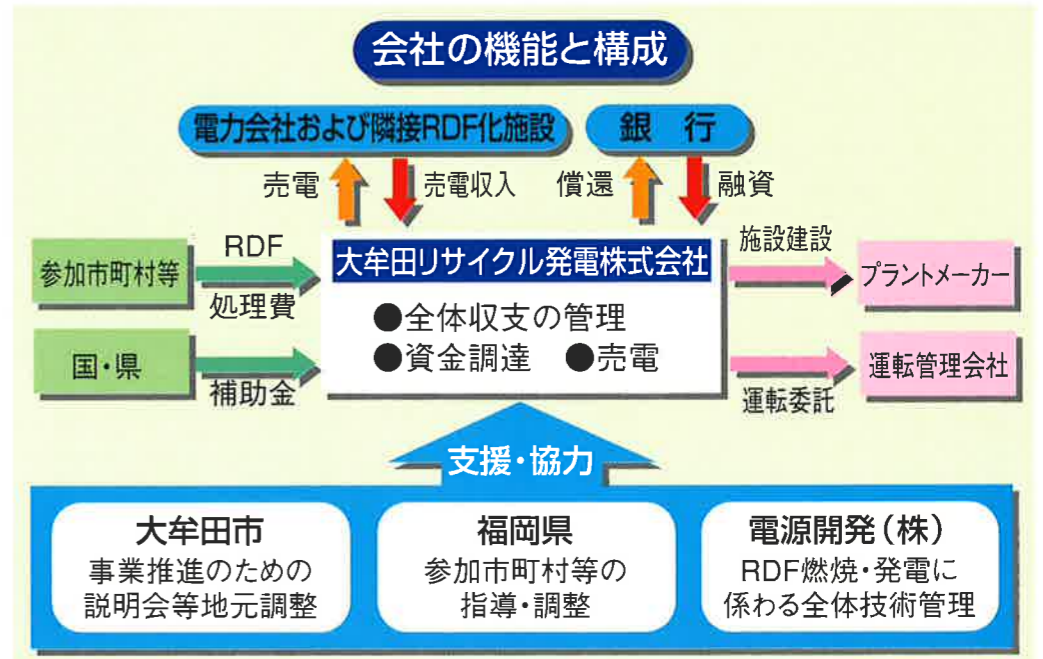 会社の機能と構成
電力会社および隣接RDF化施設
銀 行
売電
売電収入
償還
融資
参加市町村等
RDF
処理費
国・県
補助金
大牟田リサイクル発電株式会社
●全体収支の管理
●資金調達 ●売電
施設建設
プラントメーカー
運転委託
運転管理会社
支援・協力
大牟田市
事業推進のための
説明会等地元調整
福岡県
参加市町村等の
指導・調整
電源開発(株)
RDF燃焼・発電に
係わる全体技術管理